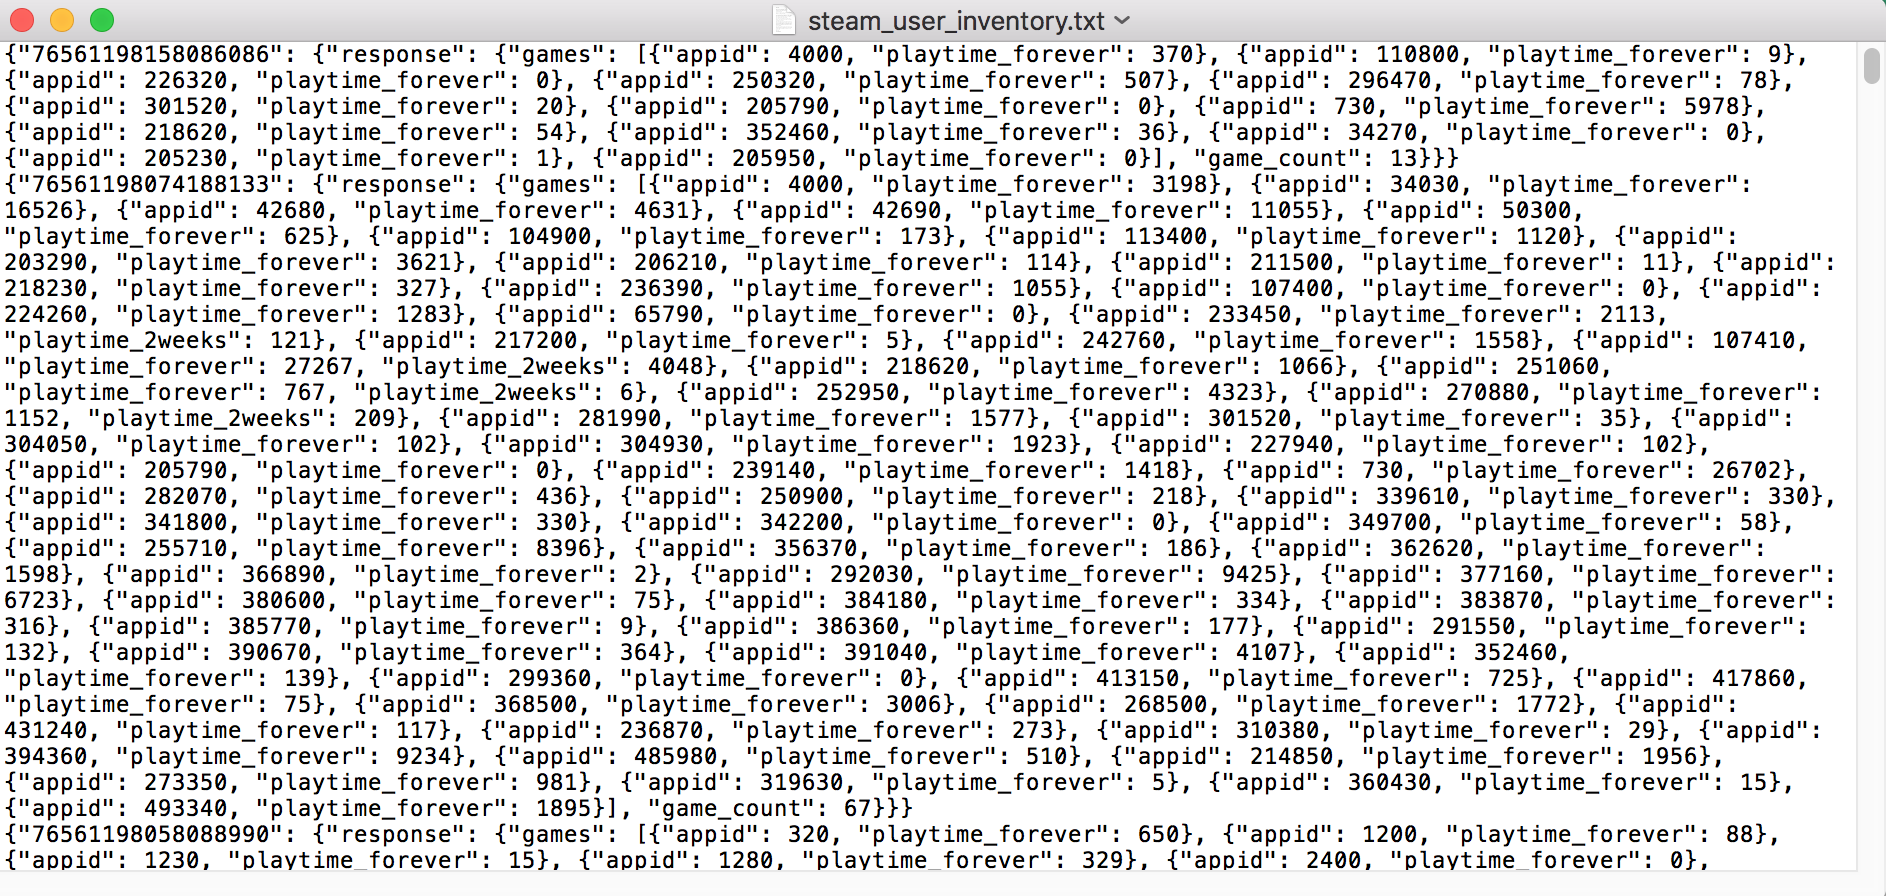 steam_user_inventory.txt
{"76561198158086086": {"response": {"games": [{"appid": 4000, "playtime_forever": 370}, {"appid": 110800, "playtime_forever": 9},
{"appid": 226320, "playtime_forever": 0}, {"appid": 250320, "playtime_forever": 507}, {"appid": 296470, "playtime_forever": 78},
{"appid": 301520, "playtime_forever": 20}, {"appid": 205790, "playtime_forever": 0}, {"appid": 730, "playtime_forever": 5978},
{"appid": 218620, "playtime_forever": 54}, {"appid": 352460, "playtime_forever": 36}, {"appid": 34270, "playtime_forever": 0},
{"appid": 205230, "playtime_forever": 1}, {"appid": 205950, "playtime_forever": 0}], "game_count": 13}}}
{"76561198074188133": {"response": {"games": [{"appid": 4000, "playtime_forever": 3198}, {"appid": 34030, "playtime_forever":
16526}, {"appid": 42680, "playtime_forever": 4631}, {"appid": 42690, "playtime_forever": 11055}, {"appid": 50300,
"playtime_forever": 625}, {"appid": 104900, "playtime_forever": 173}, {"appid": 113400, "playtime_forever": 1120}, {"appid":
203290, "playtime_forever": 3621}, {"appid": 206210, "playtime_forever": 114}, {"appid": 211500, "playtime_forever": 11}, {"appid":
218230, "playtime_forever": 327}, {"appid": 236390, "playtime_forever": 1055}, {"appid": 107400, "playtime_forever": 0}, {"appid":
224260, "playtime_forever": 1283}, {"appid": 65790, "playtime_forever": 0}, {"appid": 233450, "playtime_forever": 2113,
"playtime_2weeks": 121}, {"appid": 217200, "playtime_forever": 5}, {"appid": 242760, "playtime_forever": 1558}, {"appid": 107410,
"playtime_forever": 27267, "playtime_2weeks": 4048}, {"appid": 218620, "playtime_forever": 1066}, {"appid": 251060,
"playtime_forever": 767, "playtime_2weeks": 6}, {"appid": 252950, "playtime_forever": 4323}, {"appid": 270880, "playtime_forever":
1152, "playtime_2weeks": 209}, {"appid": 281990, "playtime_forever": 1577}, {"appid": 301520, "playtime_forever": 35}, {"appid":
304050, "playtime_forever": 102}, {"appid": 304930, "playtime_forever": 1923}, {"appid": 227940, "playtime_forever": 102},
{"appid": 205790, "playtime_forever": 0}, {"appid": 239140, "playtime_forever": 1418}, {"appid": 730, "playtime_forever": 26702},
{"appid": 282070, "playtime_forever": 436}, {"appid": 250900, "playtime_forever": 218}, {"appid": 339610, "playtime_forever": 330},
{"appid": 341800, "playtime_forever": 330}, {"appid": 342200, "playtime_forever": 0}, {"appid": 349700, "playtime_forever": 58},
{"appid": 255710, "playtime_forever": 8396}, {"appid": 356370, "playtime_forever": 186}, {"appid": 362620, "playtime_forever":
1598}, {"appid": 366890, "playtime_forever": 2}, {"appid": 292030, "playtime_forever": 9425}, {"appid": 377160, "playtime_forever":
6723}, {"appid": 380600, "playtime_forever": 75}, {"appid": 384180, "playtime_forever": 334}, {"appid": 383870, "playtime_forever":
316}, {"appid": 385770, "playtime_forever": 9}, {"appid": 386360, "playtime_forever": 177}, {"appid": 291550, "playtime_forever":
132}, {"appid": 390670, "playtime_forever": 364}, {"appid": 391040, "playtime_forever": 4107}, {"appid": 352460,
"playtime_forever": 139}, {"appid": 299360, "playtime_forever": 0}, {"appid": 413150, "playtime_forever": 725}, {"appid": 417860,
"playtime_forever": 75}, {"appid": 368500, "playtime_forever": 3006}, {"appid": 268500, "playtime_forever": 1772}, {"appid":
431240, "playtime_forever": 117}, {"appid": 236870, "playtime_forever": 273}, {"appid": 310380, "playtime_forever": 29}, {"appid":
394360, "playtime_forever": 9234}, {"appid": 485980, "playtime_forever": 510}, {"appid": 214850, "playtime_forever": 1956},
{"appid": 273350, "playtime_forever": 981}, {"appid": 319630, "playtime_forever": 5}, {"appid": 360430, "playtime_forever": 15},
{"appid": 493340, "playtime_forever": 1895}], "game_count": 67}}}
{"76561198058088990": {"response": {"games": [{"appid": 320, "playtime_forever": 650}, {"appid": 1200, "playtime_forever": 88},
{"appid": 1230, "playtime_forever": 15}, {"appid": 1280, "playtime_forever": 329}, {"appid": 2400, "playtime_forever": 0},